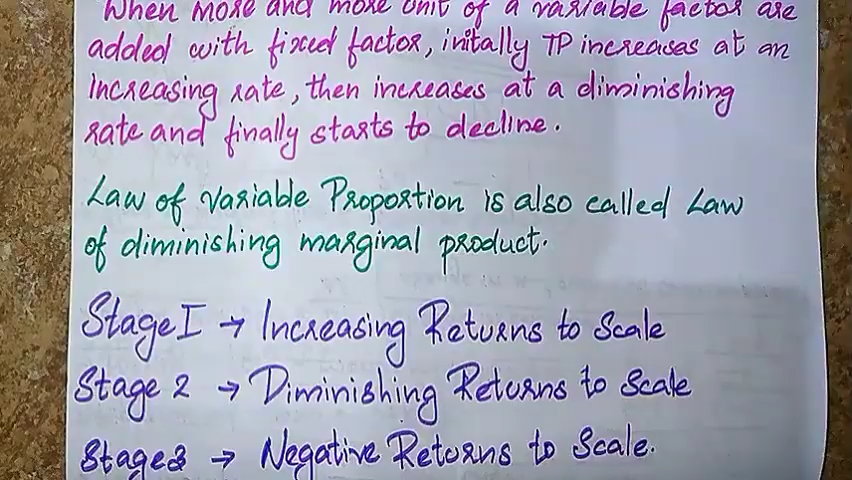 When more and more unit of a variable factor are
added with fixed factor, initally TP increases at an
increasing rate, then increases at a diminishing
rate and finally starts to decline.
Law of Variable Proportion is also called Law
of diminishing marginal product.
Stage I → Increasing Returns to Scale
Stage 2 → Diminishing Returns to Scale
Stage 3 → Negative Returns to Scale.